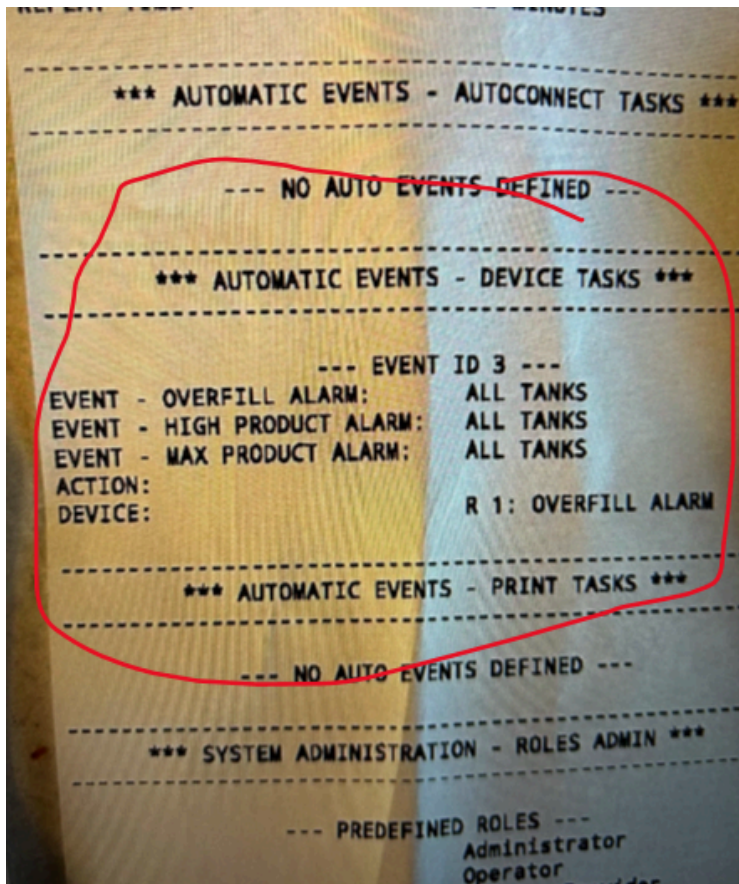 *** AUTOMATIC EVENTS - AUTOCONNECT TASKS ***
--- NO AUTO EVENTS DEFINED ---
*** AUTOMATIC EVENTS - DEVICE TASKS ***
--- EVENT ID 3 ---
EVENT - OVERFILL ALARM: ALL TANKS
EVENT - HIGH PRODUCT ALARM: ALL TANKS
EVENT - MAX PRODUCT ALARM: ALL TANKS
ACTION:
DEVICE: R 1: OVERFILL ALARM
*** AUTOMATIC EVENTS - PRINT TASKS ***
--- NO AUTO EVENTS DEFINED ---
*** SYSTEM ADMINISTRATION - ROLES ADMIN ***
--- PREDEFINED ROLES ---
Administrator
Operator